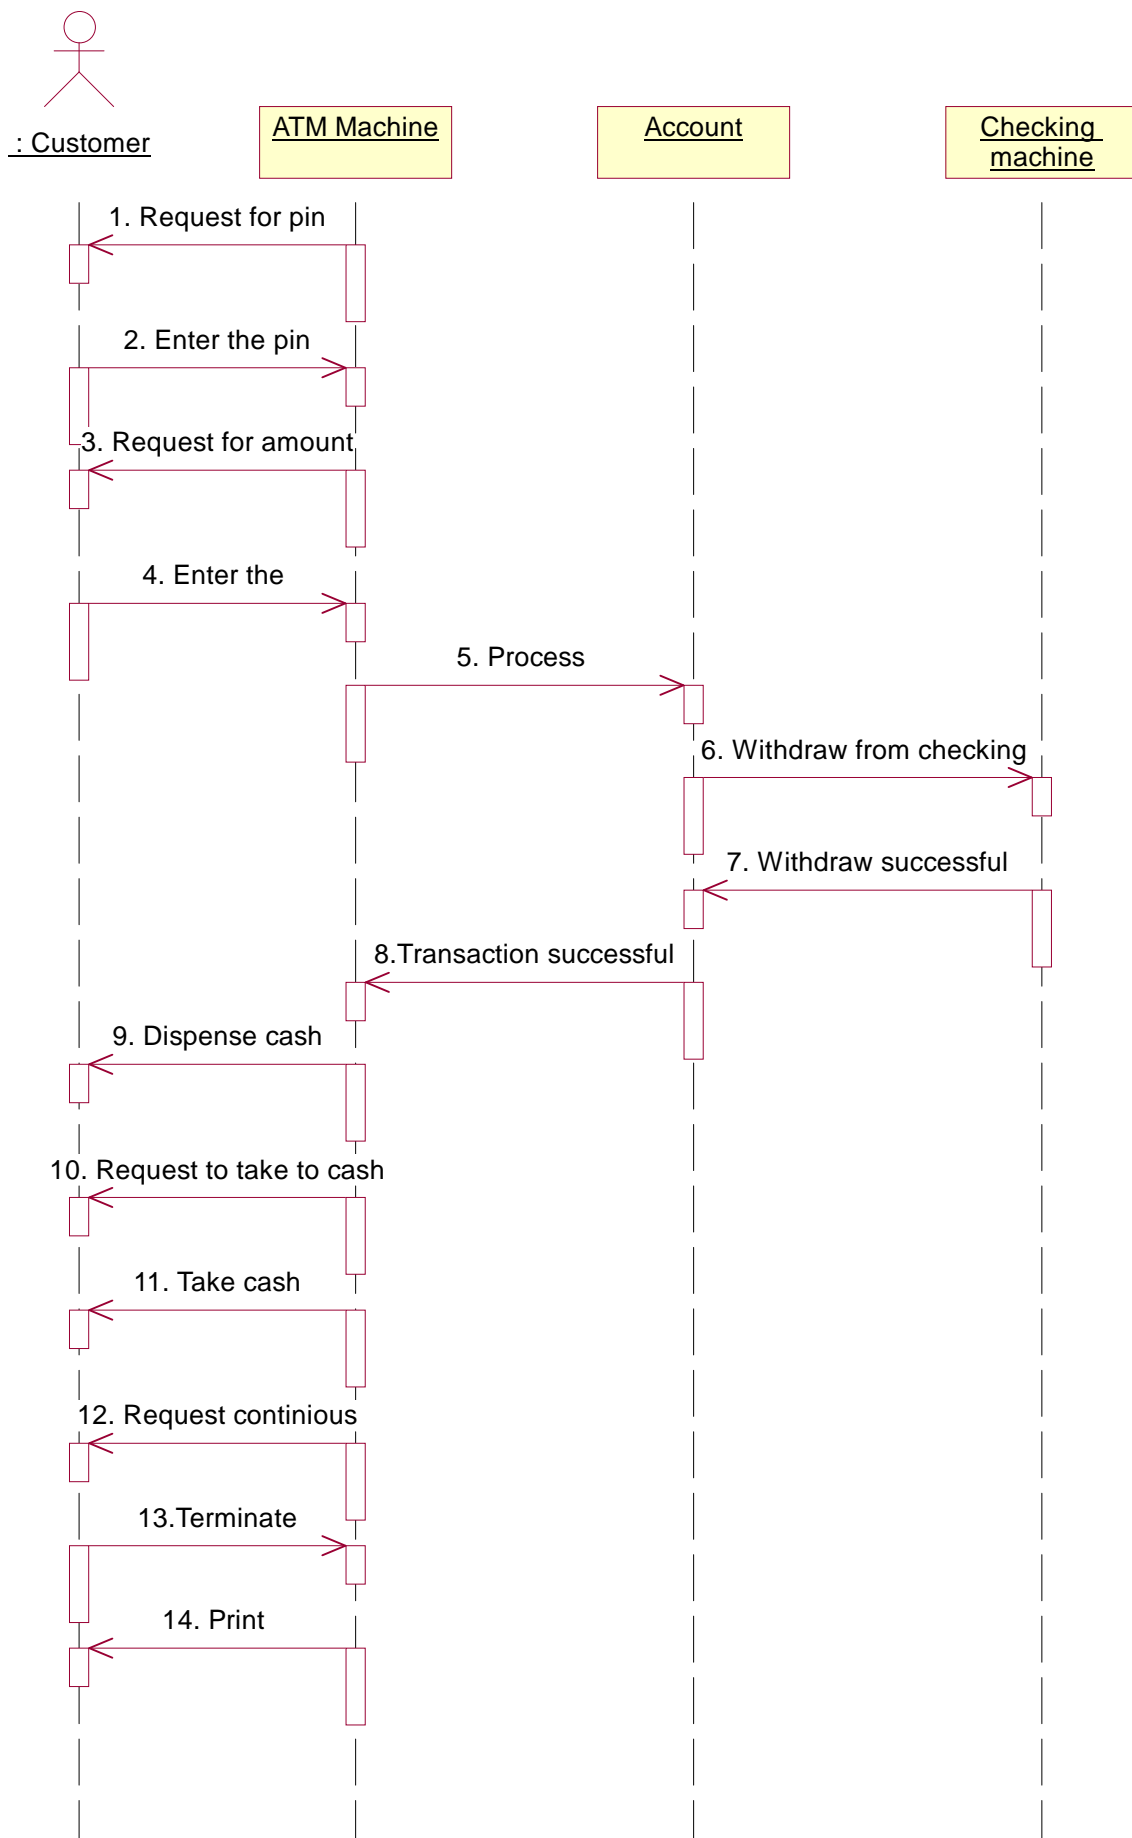 : Customer
ATM Machine
Account
Checking
machine
1. Request for pin
2. Enter the pin
3. Request for amount
4. Enter the
5. Process
6. Withdraw from checking
7. Withdraw successful
8.Transaction successful
9. Dispense cash
10. Request to take to cash
11. Take cash
12. Request continious
13.Terminate
14. Print